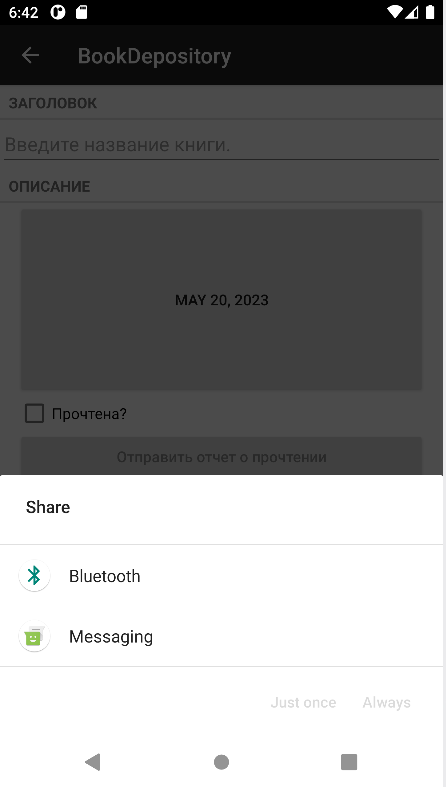 6:42
BookDepository
ЗАГОЛОВОК
Введите название книги.
ОПИСАНИЕ
MAY 20, 2023
Прочтена?
Отправить отчет о прочтении
Share
Bluetooth
Messaging
Just once Always